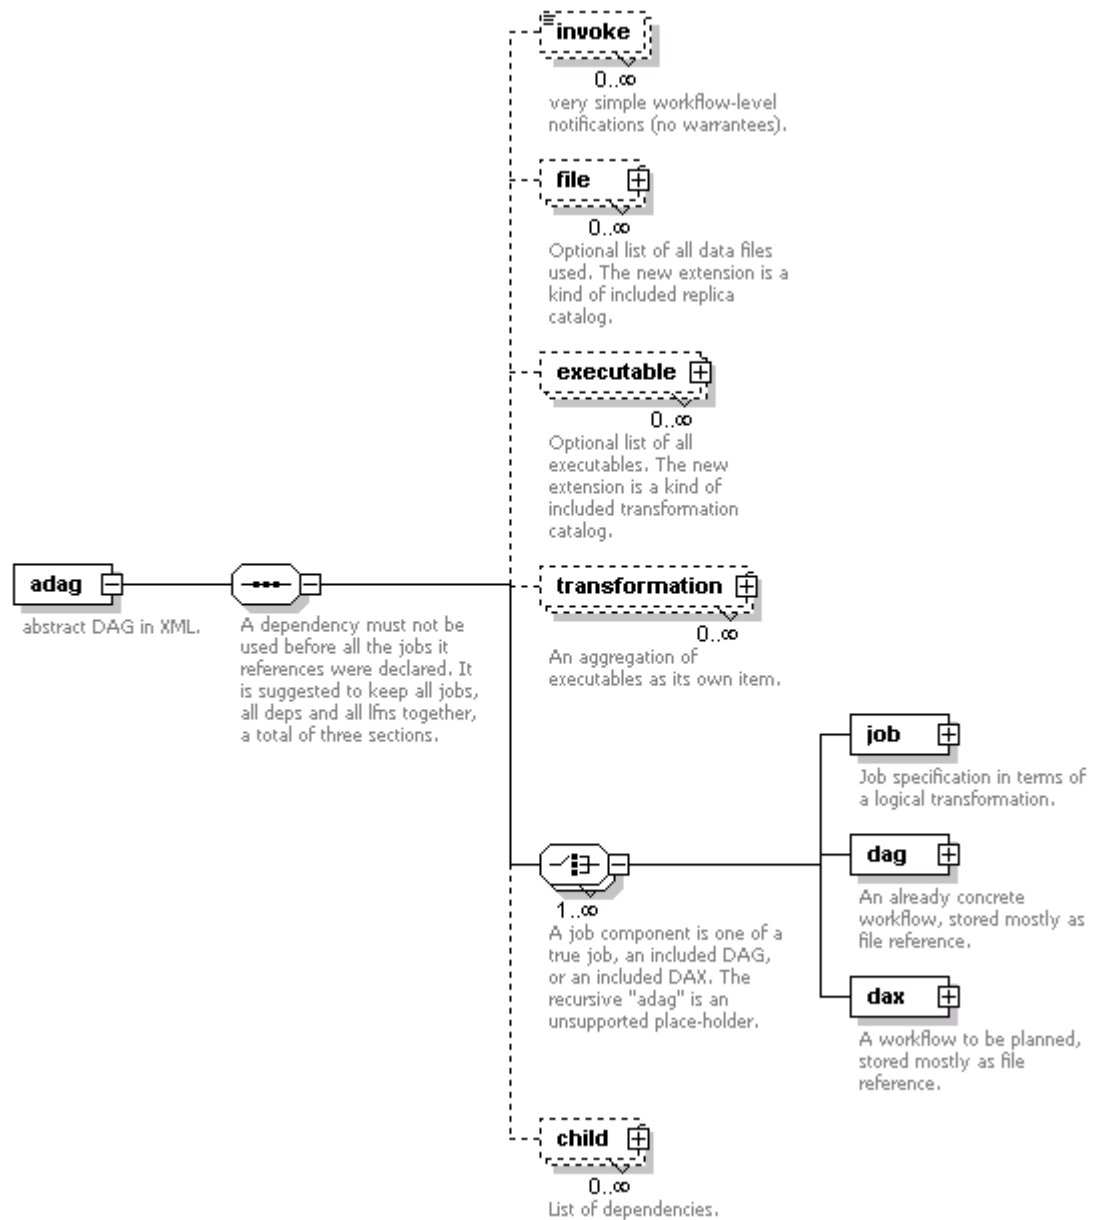 invoke
0..∞
very simple workflow-level
notifications (no warrantees).
file
0..∞
Optional list of all data files
used. The new extension is a
kind of included replica
catalog.
executable
0..∞
Optional list of all
executables. The new
extension is a kind of
included transformation
catalog.
adag
abstract DAG in XML.
A dependency must not be
used before all the jobs it
references were declared. It
is suggested to keep all jobs,
all deps and all lfns together,
a total of three sections.
transformation
0..∞
An aggregation of
executables as its own item.
1..∞
A job component is one of a
true job, an included DAG,
or an included DAX. The
recursive "adag" is an
unsupported place-holder.
job
Job specification in terms of
a logical transformation.
dag
An already concrete
workflow, stored mostly as
file reference.
dax
A workflow to be planned,
stored mostly as file
reference.
child
0..∞
List of dependencies.